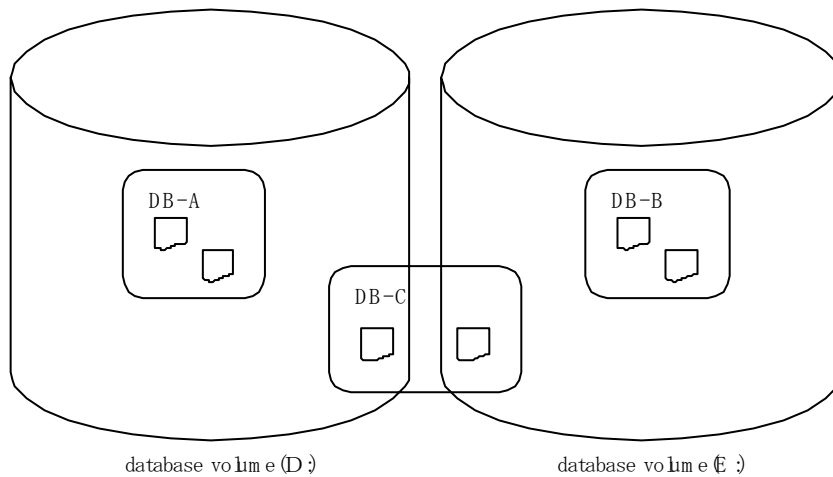 DB-A
DB-B
DB-C
database volume(D:)
database volume(E:)